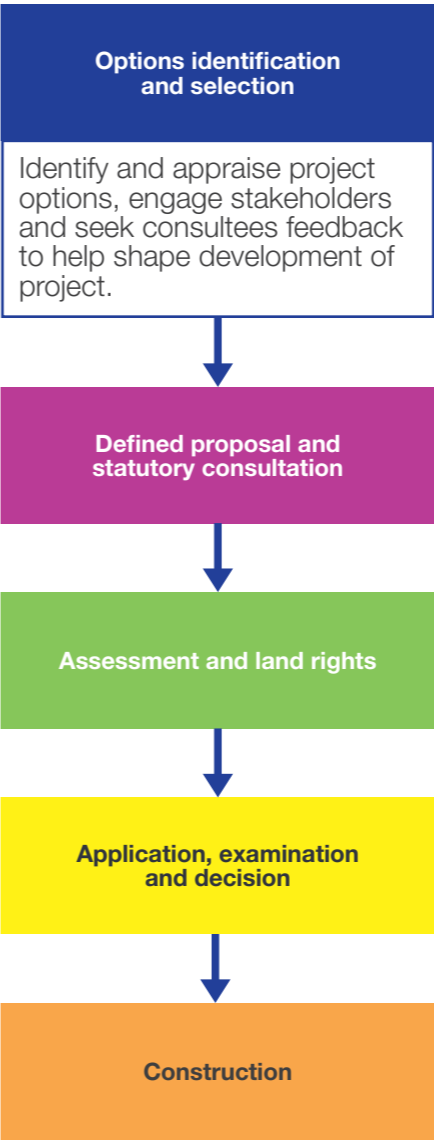 Options identification
and selection
Identify and appraise project
options, engage stakeholders
and seek consultees feedback
to help shape development of
project.
Defined proposal and
statutory consultation
Assessment and land rights
Application, examination
and decision
Construction